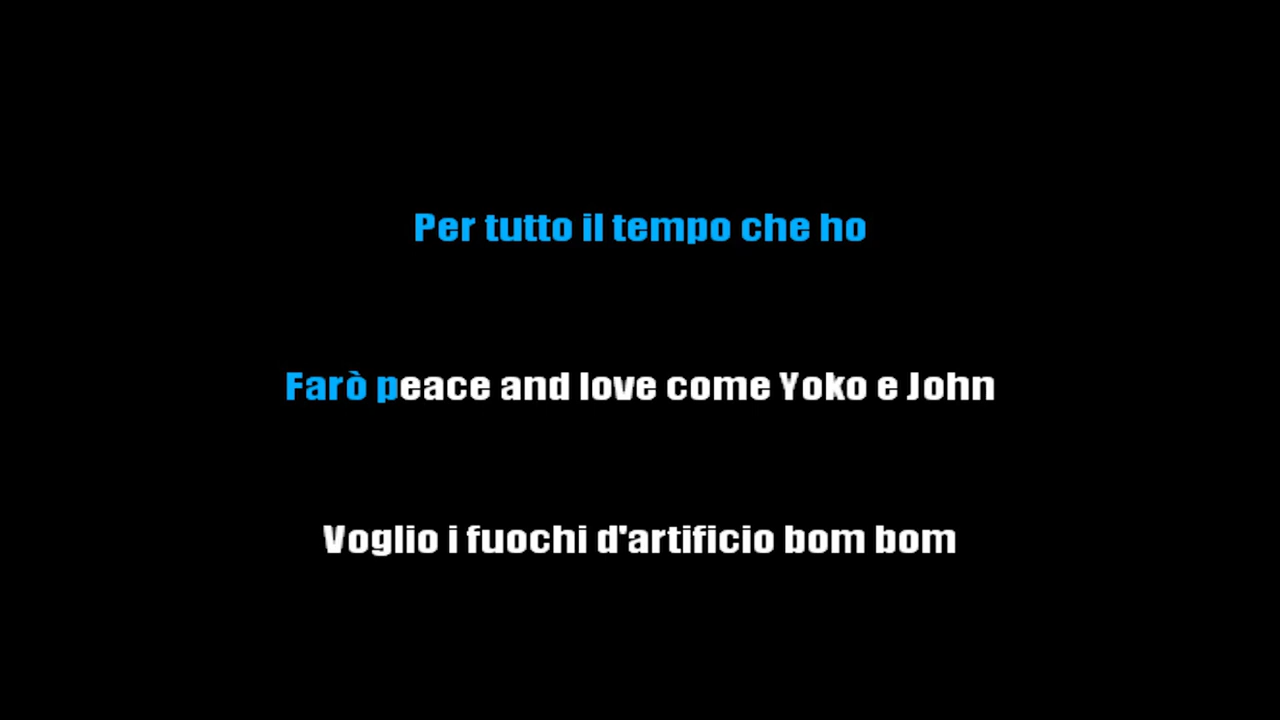 Per tutto il tempo che ho
Farò peace and love come Yoko e John
Voglio i fuochi d'artificio bom bom